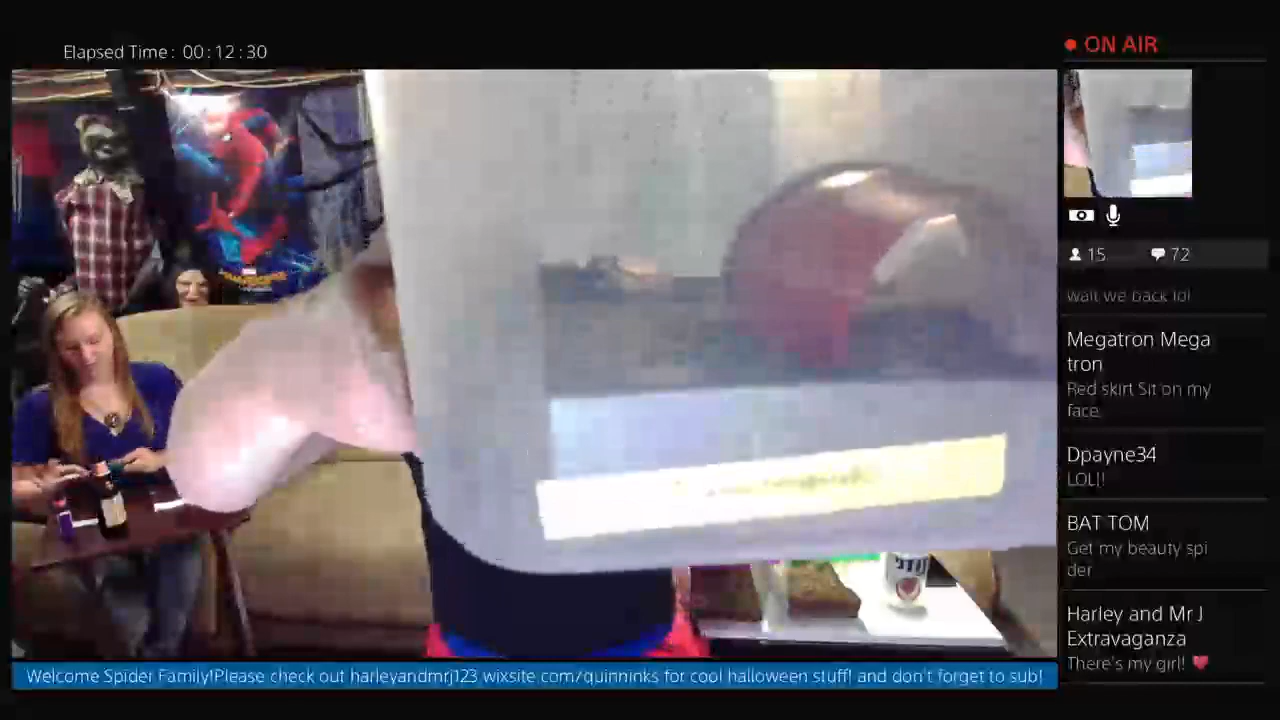 Elapsed Time: 00:12:30
ON AIR
15
72
wait we back lol
Megatron Mega
tron
Red skirt Sit on my
face
Dpayne34
LOL!!
BAT TOM
Get my beauty spi
der
Harley and Mr J
Extravaganza
There's my girl! ❤
Welcome Spider Family!Please check out harleyandmrj123 wixsite com/quinninks for cool halloween stuff! and don't forget to sub!